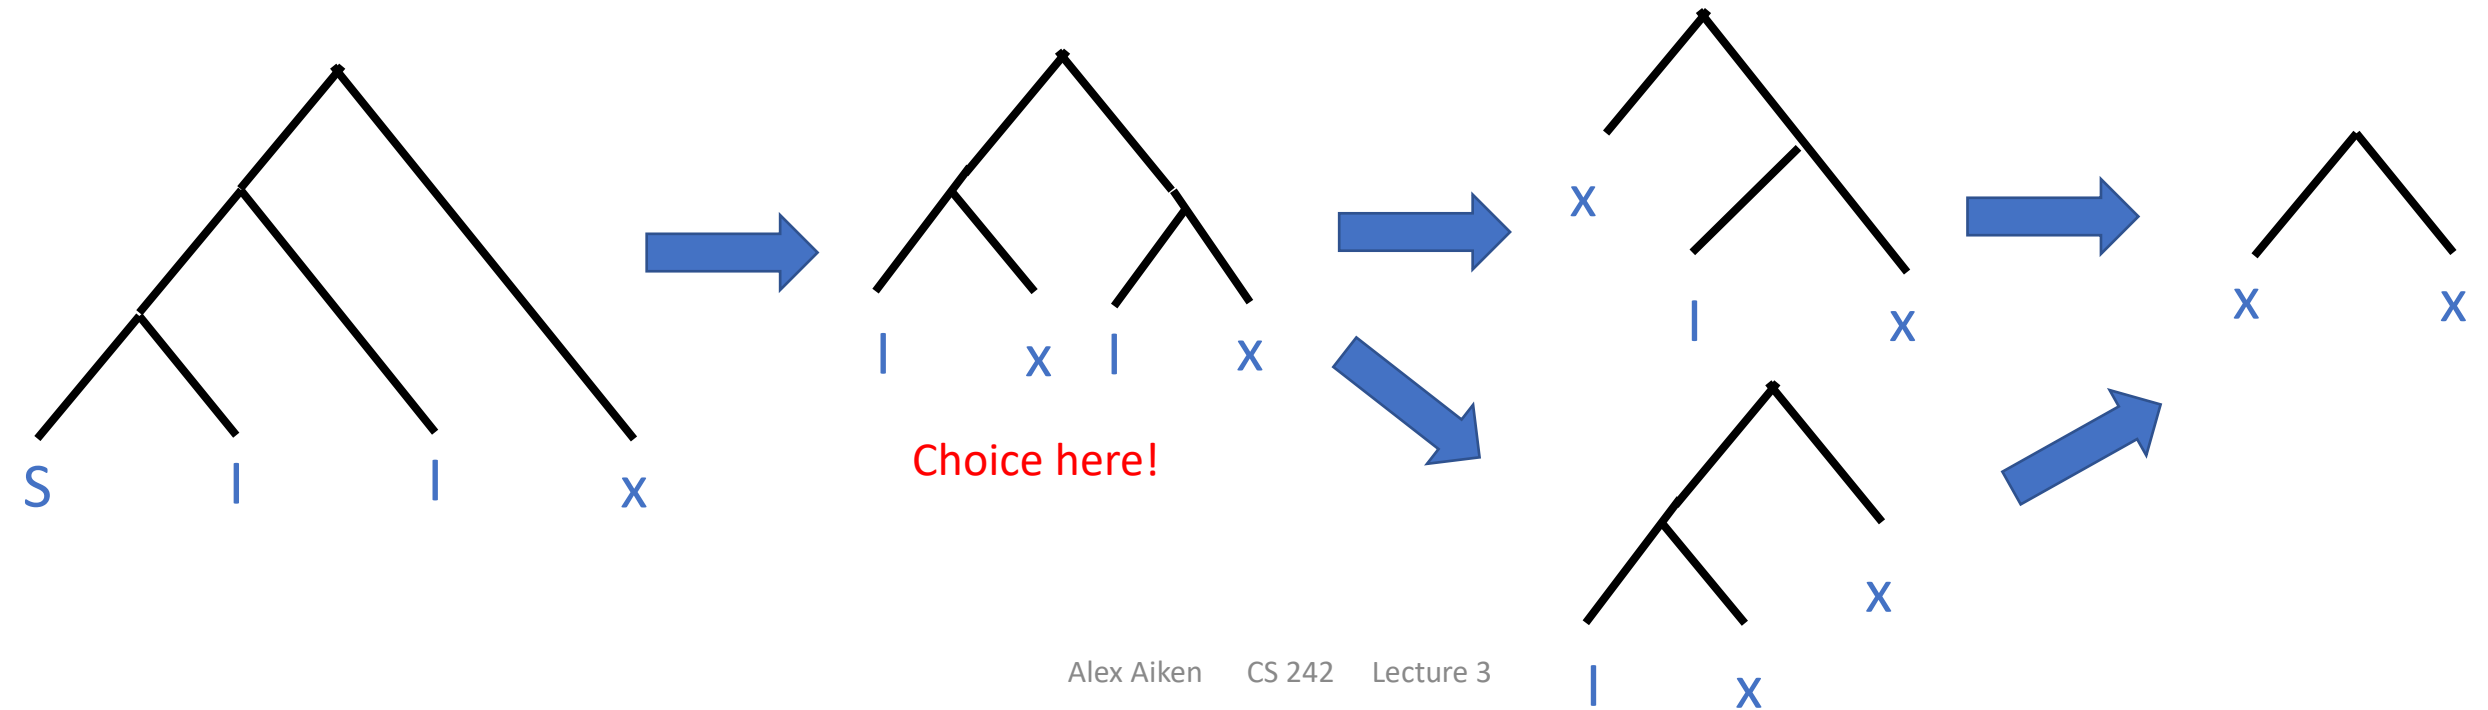 S I I x
I x I x
Choice here!
x
I x
x
I x
x x
Alex Aiken CS 242 Lecture 3